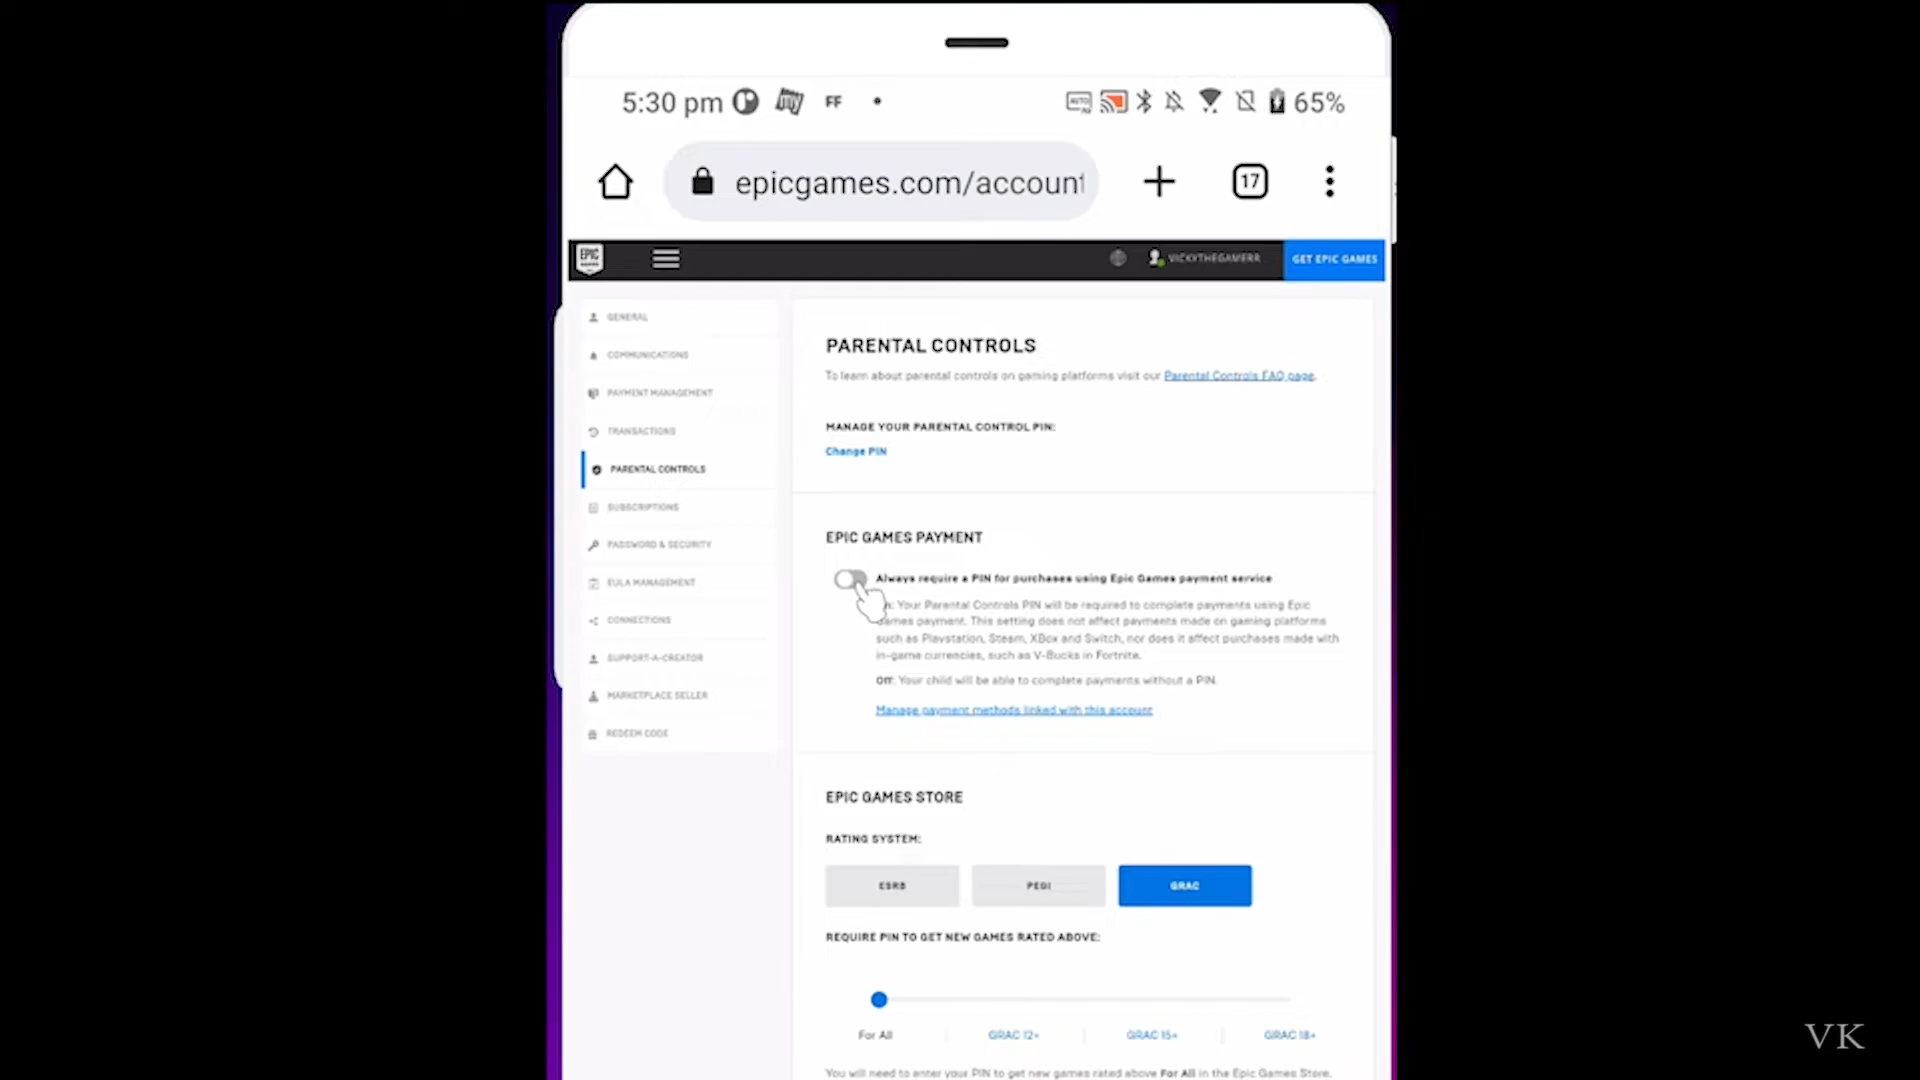 5:30 pm
my
FF
AUTO
65%
epicgames.com/account
17
EPIC
GAMES
VICKYTHEGAMERR
GET EPIC GAMES
GENERAL
COMMUNICATIONS
PAYMENT MANAGEMENT
TRANSACTIONS
PARENTAL CONTROLS
SUBSCRIPTIONS
PASSWORD & SECURITY
EULA MANAGEMENT
CONNECTIONS
SUPPORT-A-CREATOR
MARKETPLACE SELLER
REDEEM CODE
PARENTAL CONTROLS
To learn about parental controls on gaming platforms visit our Parental Controls FAQ page.
MANAGE YOUR PARENTAL CONTROL PIN:
Change PIN
EPIC GAMES PAYMENT
Always require a PIN for purchases using Epic Games payment service
n: Your Parental Controls PIN will be required to complete payments using Epic
Games payment. This setting does not affect payments made on gaming platforms
such as Playstation, Steam, XBox and Switch, nor does it affect purchases made with
in-game currencies, such as V-Bucks in Fortnite.
Off: Your child will be able to complete payments without a PIN.
Manage payment methods linked with this account
EPIC GAMES STORE
RATING SYSTEM:
ESRB
PEGI
GRAC
REQUIRE PIN TO GET NEW GAMES RATED ABOVE:
For All
GRAC 12+
GRAC 15+
GRAC 18+
You will need to enter your PIN to get new games rated above For All in the Epic Games Store.
VK